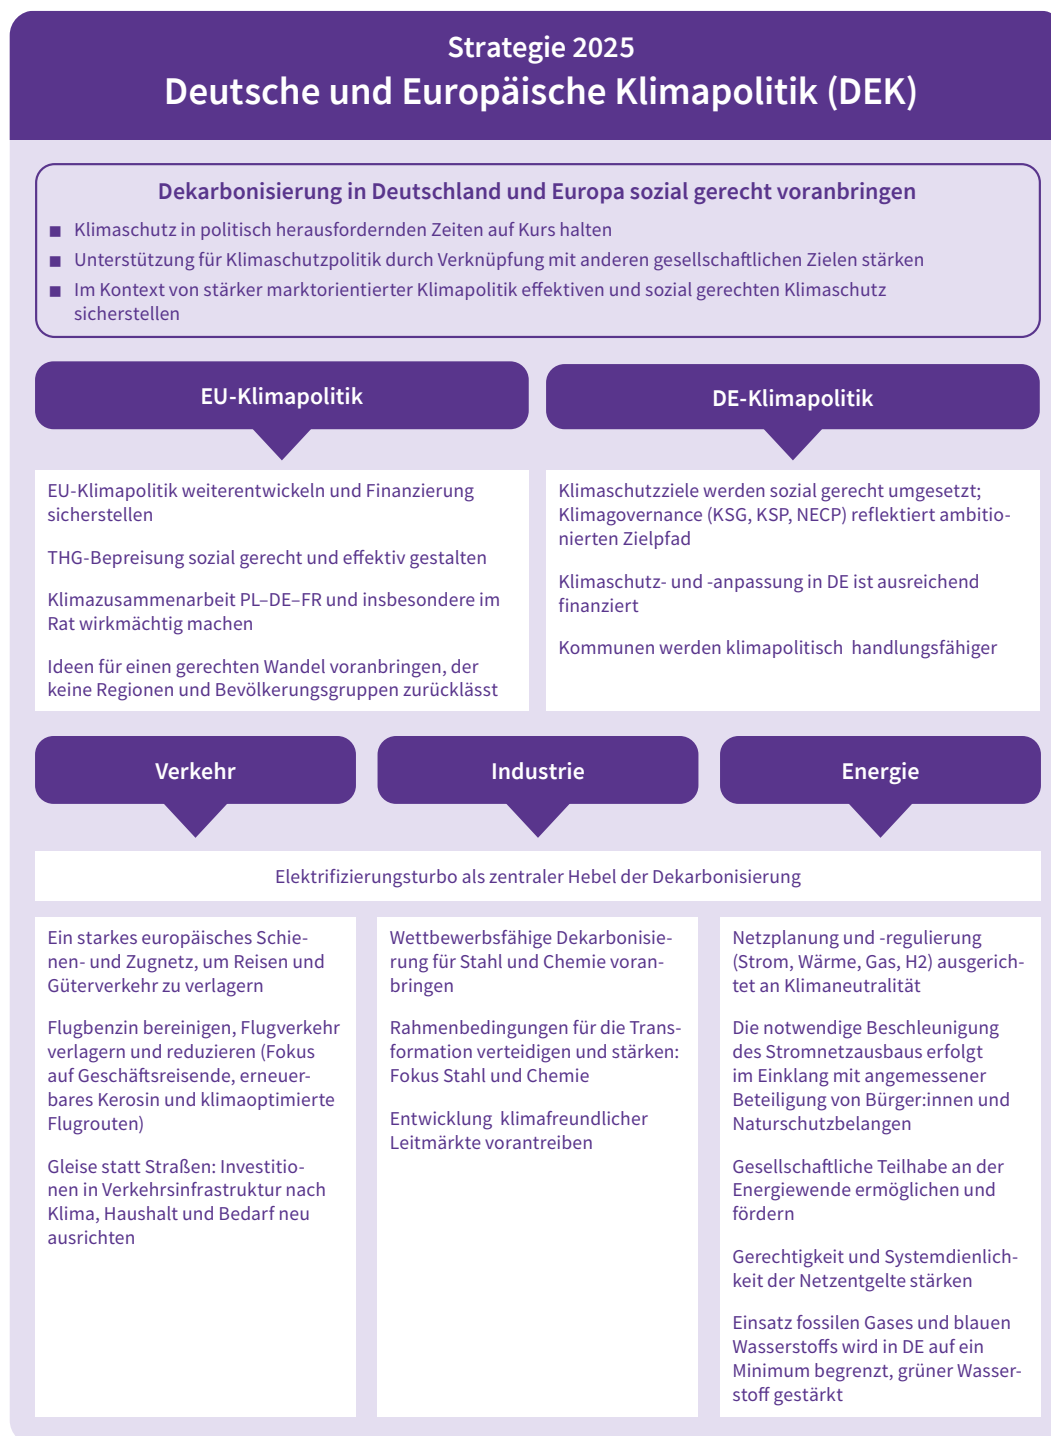 Strategie 2025
Deutsche und Europäische Klimapolitik (DEK)
Dekarbonisierung in Deutschland und Europa sozial gerecht voranbringen
■ Klimaschutz in politisch herausfordernden Zeiten auf Kurs halten
■ Unterstützung für Klimaschutzpolitik durch Verknüpfung mit anderen gesellschaftlichen Zielen stärken
■ Im Kontext von stärker marktorientierter Klimapolitik effektiven und sozial gerechten Klimaschutz
sicherstellen
EU-Klimapolitik
EU-Klimapolitik weiterentwickeln und Finanzierung
sicherstellen
THG-Bepreisung sozial gerecht und effektiv gestalten
Klimazusammenarbeit PL–DE–FR und insbesondere im
Rat wirkmächtig machen
Ideen für einen gerechten Wandel voranbringen, der
keine Regionen und Bevölkerungsgruppen zurücklässt
DE-Klimapolitik
Klimaschutzziele werden sozial gerecht umgesetzt;
Klimagovernance (KSG, KSP, NECP) reflektiert ambitio-
nierten Zielpfad
Klimaschutz- und -anpassung in DE ist ausreichend
finanziert
Kommunen werden klimapolitisch handlungsfähiger
Verkehr
Industrie
Energie
Elektrifizierungsturbo als zentraler Hebel der Dekarbonisierung
Ein starkes europäisches Schie-
nen- und Zugnetz, um Reisen und
Güterverkehr zu verlagern
Flugbenzin bereinigen, Flugverkehr
verlagern und reduzieren (Fokus
auf Geschäftsreisende, erneuer-
bares Kerosin und klimaoptimierte
Flugrouten)
Gleise statt Straßen: Investitio-
nen in Verkehrsinfrastruktur nach
Klima, Haushalt und Bedarf neu
ausrichten
Wettbewerbsfähige Dekarbonisie-
rung für Stahl und Chemie voran-
bringen
Rahmenbedingungen für die Trans-
formation verteidigen und stärken:
Fokus Stahl und Chemie
Entwicklung klimafreundlicher
Leitmärkte vorantreiben
Netzplanung und -regulierung
(Strom, Wärme, Gas, H2) ausgerich-
tet an Klimaneutralität
Die notwendige Beschleunigung
des Stromnetzausbaus erfolgt
im Einklang mit angemessener
Beteiligung von Bürger:innen und
Naturschutzbelangen
Gesellschaftliche Teilhabe an der
Energiewende ermöglichen und
fördern
Gerechtigkeit und Systemdienlich-
keit der Netzentgelte stärken
Einsatz fossilen Gases und blauen
Wasserstoffs wird in DE auf ein
Minimum begrenzt, grüner Wasser-
stoff gestärkt